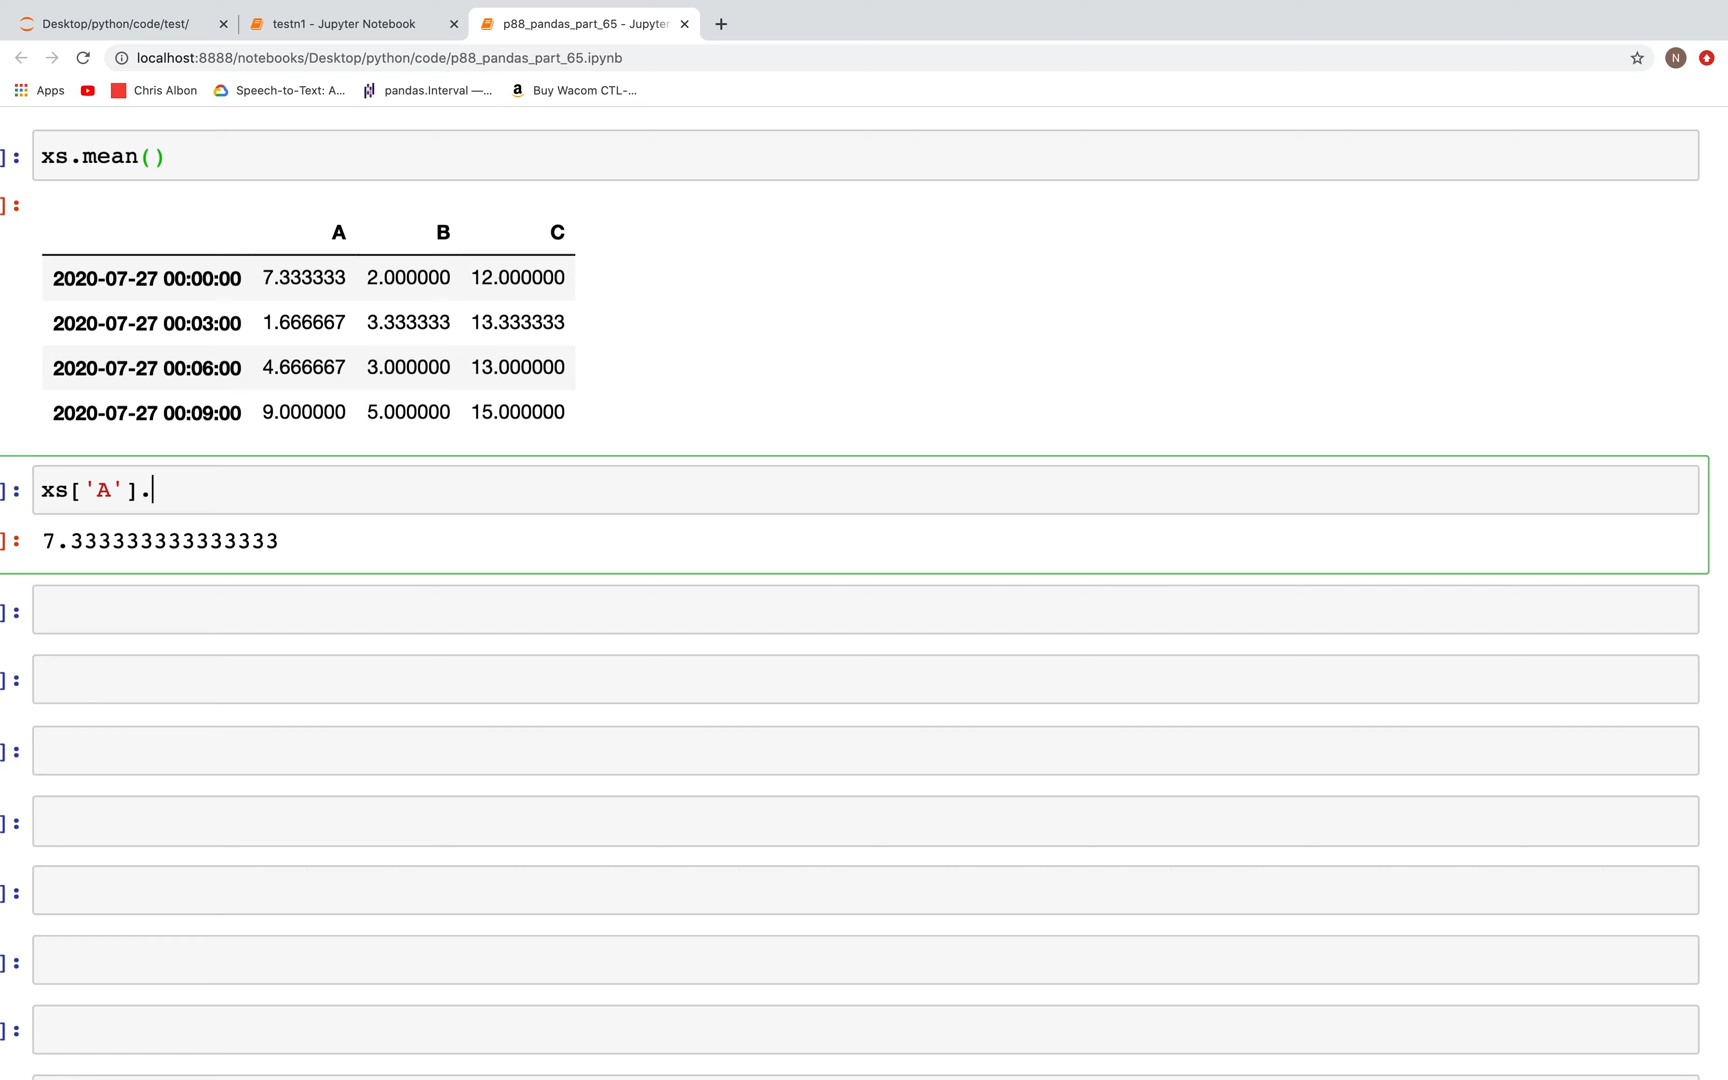 Desktop/python/code/test/
testn1 - Jupyter Notebook
p88_pandas_part_65 - Jupyter
localhost:8888/notebooks/Desktop/python/code/p88_pandas_part_65.ipynb
N
Apps
Chris Albon
Speech-to-Text: A...
pandas.Interval —...
Buy Wacom CTL-...
]: xs.mean()
]:
A B C
2020-07-27 00:00:00 7.333333 2.000000 12.000000
2020-07-27 00:03:00 1.666667 3.333333 13.333333
2020-07-27 00:06:00 4.666667 3.000000 13.000000
2020-07-27 00:09:00 9.000000 5.000000 15.000000
]: xs['A'].
]: 7.333333333333333
]:
]:
]:
]:
]:
]:
]: